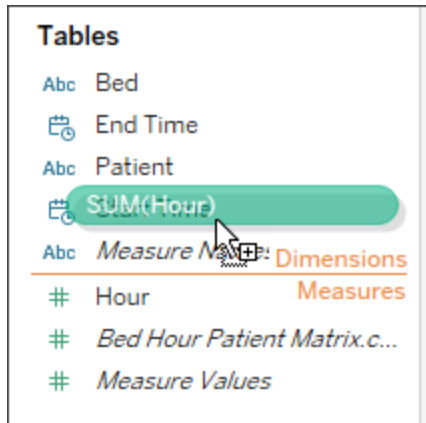 Tables
Abc Bed
End Time
Abc Patient
SUM(Hour)
Abc Measure
Dimensions
Measures
Hour
Bed Hour Patient Matrix.c...
Measure Values